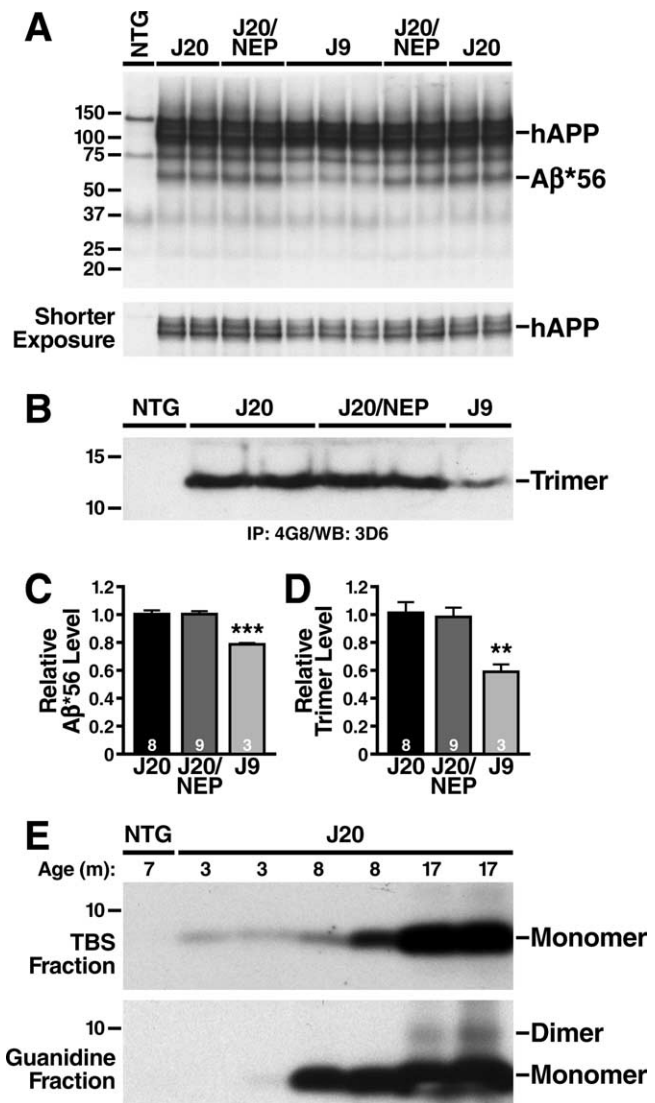 A
NTG
J20
J20/
NEP
J9
J20/
NEP
J20
150
100
75
50
37
25
20
hAPP
Aβ*56
Shorter
Exposure
hAPP
B
NTG
J20
J20/NEP
J9
15
10
Trimer
IP: 4G8/WB: 3D6
C
Relative
Aβ*56 Level
1.2
1.0
0.8
0.6
0.4
0.2
0
***
8
9
3
J20
J20/
NEP
J9
D
Relative
Trimer Level
1.2
1.0
0.8
0.6
0.4
0.2
0
**
8
9
3
J20
J20/
NEP
J9
E
NTG
J20
Age (m):
7
3
3
8
8
17
17
10
TBS
Fraction
Monomer
10
Guanidine
Fraction
Dimer
Monomer